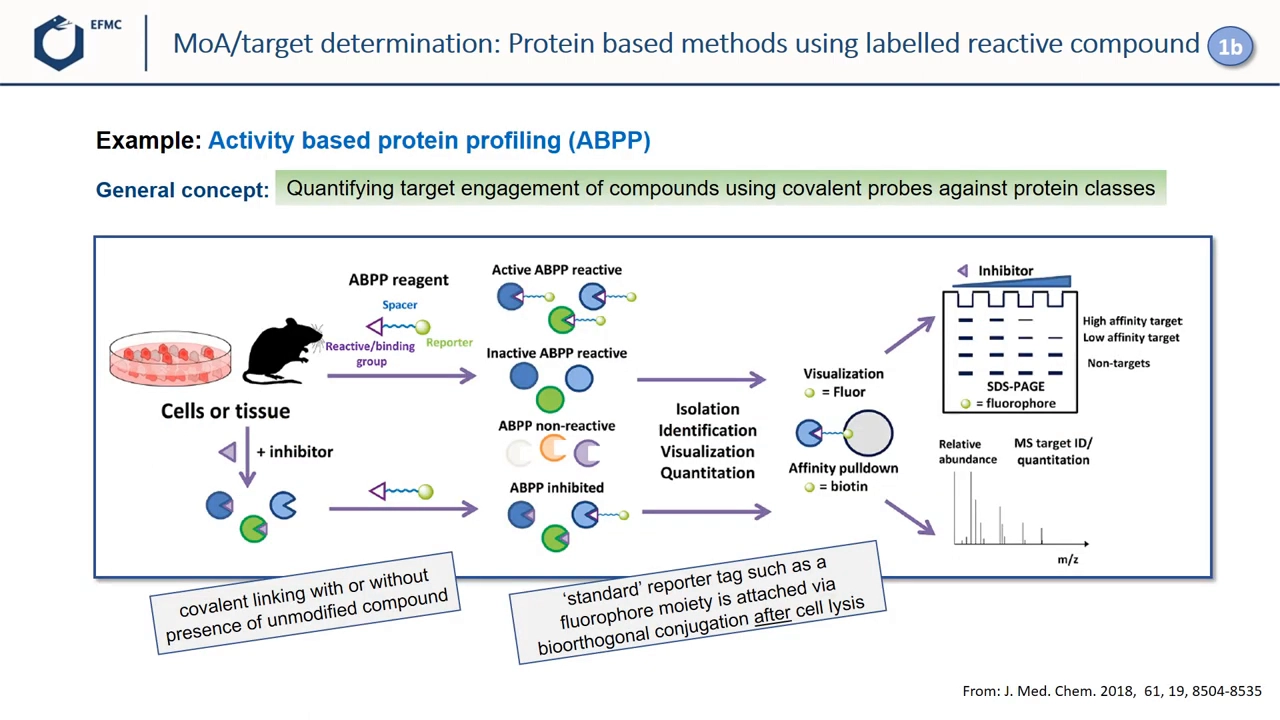 EFMC
MoA/target determination: Protein based methods using labelled reactive compound
1b
Example: Activity based protein profiling (ABPP)
General concept:
Quantifying target engagement of compounds using covalent probes against protein classes
ABPP reagent
Spacer
Reactive/binding
group
Reporter
Cells or tissue
+ inhibitor
Active ABPP reactive
Inactive ABPP reactive
ABPP non-reactive
ABPP inhibited
Isolation
Identification
Visualization
Quantitation
Visualization
= Fluor
Affinity pulldown
= biotin
Inhibitor
High affinity target
Low affinity target
Non-targets
SDS-PAGE
= fluorophore
Relative
abundance
MS target ID/
quantitation
m/z
covalent linking with or without
presence of unmodified compound
‘standard’ reporter tag such as a
fluorophore moiety is attached via
bioorthogonal conjugation after cell lysis
From: J. Med. Chem. 2018, 61, 19, 8504-8535